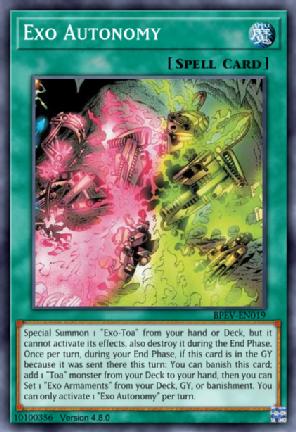 Exo Autonomy
[Spell Card]
BPEV-EN019
Special Summon 1 "Exo-Toa" from your hand or Deck, but it
cannot activate its effects, also destroy it during the End Phase.
Once per turn, during your End Phase, if this card is in the GY
because it was sent there this turn: You can banish this card;
add 1 "Toa" monster from your Deck to your hand, then you can
Set 1 "Exo Armaments" from your Deck, GY, or banishment. You
can only activate 1 "Exo Autonomy" per turn.
10100356 Version 4.8.0